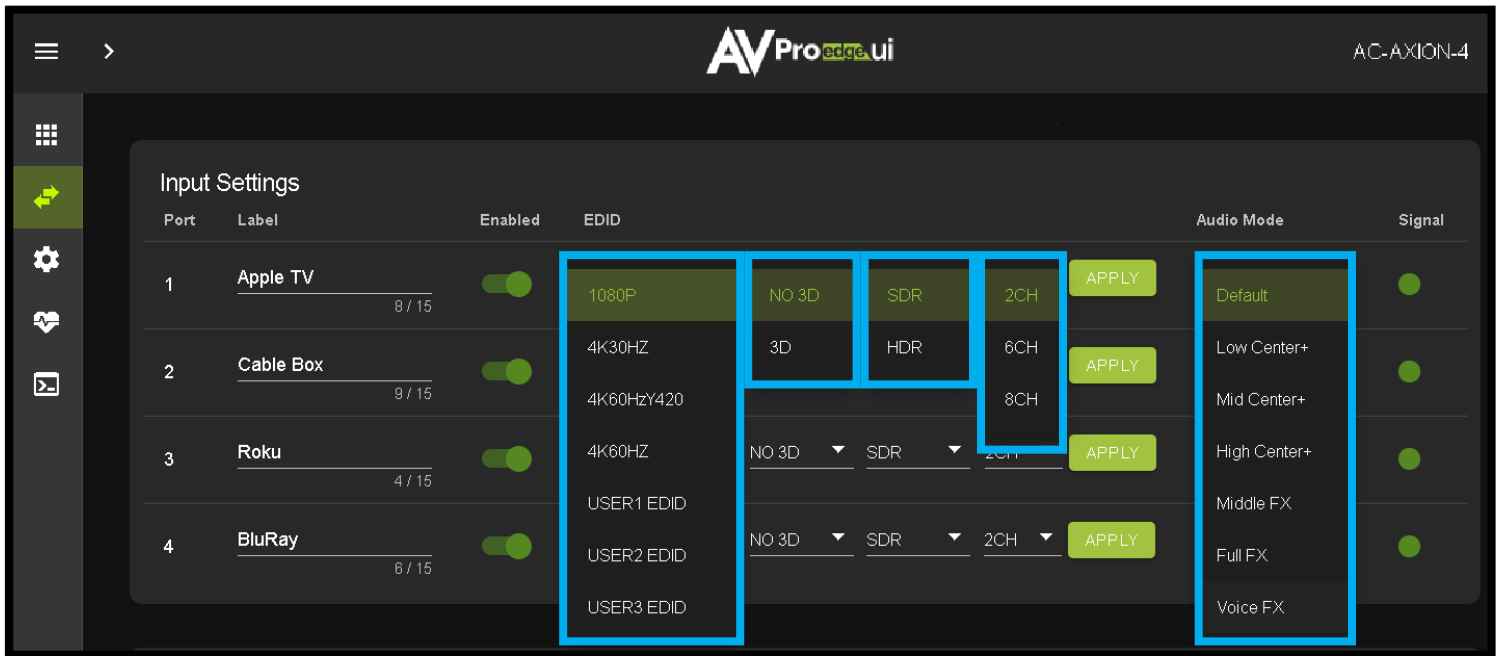 AVPro edge.ui
AC-AXION-4
Input Settings
Port Label Enabled EDID Audio Mode Signal
1 Apple TV 1080P NO 3D SDR 2CH APPLY Default
8 / 15
4K30HZ 3D HDR 6CH Low Center+
2 Cable Box APPLY
9 / 15
4K60HzY420 8CH Mid Center+
3 Roku 4K60HZ NO 3D SDR 2CH APPLY High Center+
4 / 15
USER1 EDID Middle FX
4 BluRay NO 3D SDR 2CH APPLY
6 / 15
USER2 EDID Full FX
USER3 EDID Voice FX